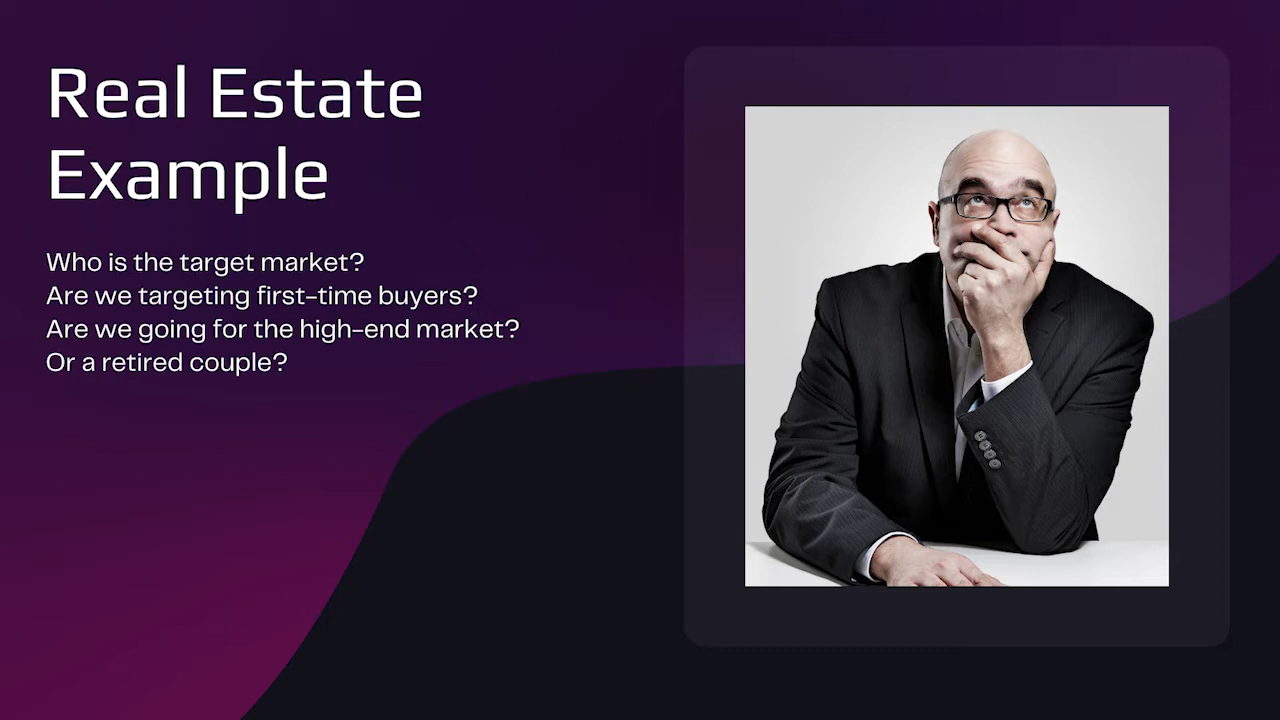 Real Estate
Example
Who is the target market?
Are we targeting first-time buyers?
Are we going for the high-end market?
Or a retired couple?